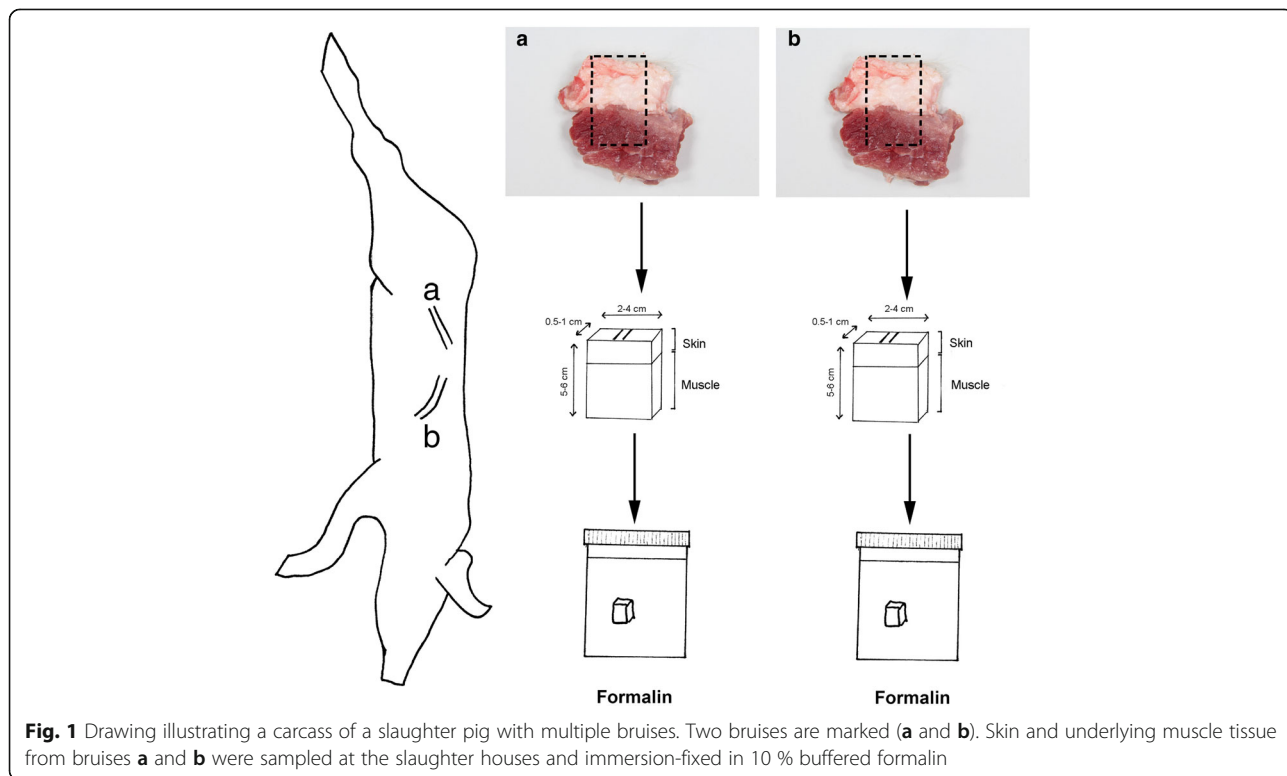 a
b
a
b
2-4 cm
0.5-1 cm
Skin
5-6 cm
Muscle
2-4 cm
0.5-1 cm
Skin
5-6 cm
Muscle
Formalin
Formalin
Fig. 1 Drawing illustrating a carcass of a slaughter pig with multiple bruises. Two bruises are marked (a and b). Skin and underlying muscle tissue
from bruises a and b were sampled at the slaughter houses and immersion-fixed in 10 % buffered formalin